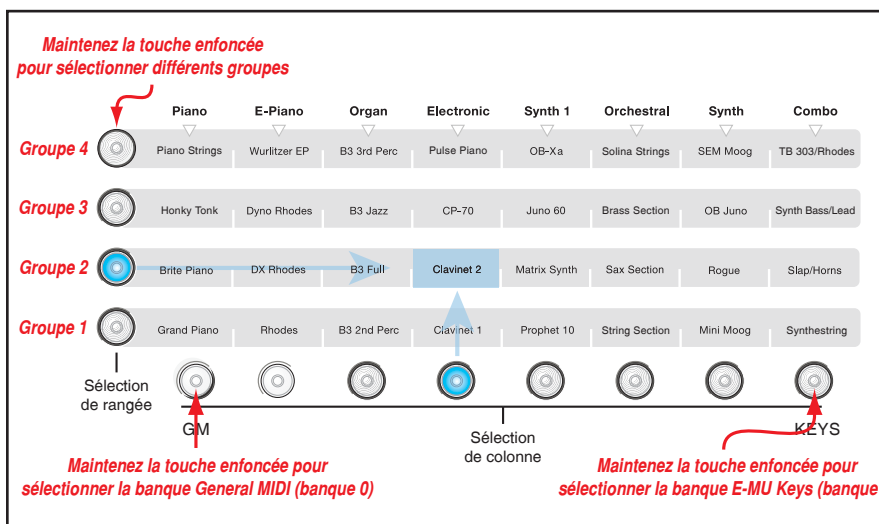 Maintenez la touche enfoncée
pour sélectionner différents groupes
Piano E-Piano Organ Electronic Synth 1 Orchestral Synth Combo
Groupe 4 Piano Strings Wurlitzer EP B3 3rd Perc Pulse Piano OB-Xa Solina Strings SEM Moog TB 303/Rhodes
Groupe 3 Honky Tonk Dyno Rhodes B3 Jazz CP-70 Juno 60 Brass Section OB Juno Synth Bass/Lead
Groupe 2 Brite Piano DX Rhodes B3 Full Clavinet 2 Matrix Synth Sax Section Rogue Slap/Horns
Groupe 1 Grand Piano Rhodes B3 2nd Perc Clavinet 1 Prophet 10 String Section Mini Moog Synthestring
Sélection
de rangée
GM KEYS
Sélection
de colonne
Maintenez la touche enfoncée pour
sélectionner la banque General MIDI (banque 0)
Maintenez la touche enfoncée pour
sélectionner la banque E-MU Keys (banque